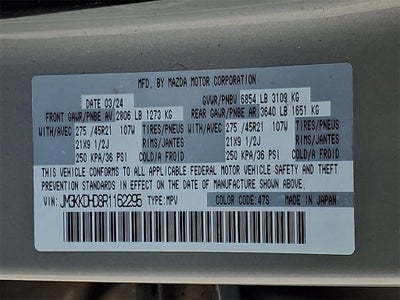 MFD. BY MAZDA MOTOR CORPORATION
DATE 03/24 GVWR/PNBV 6854 LB 3109 KG
FRONT GAWR/PNBE AV 2806 LB 1273 KG REAR GAWR/PNBE AR 3640 LB 1651 KG
WITH/AVEC 275 /45R21 107W TIRES/PNEUS WITH/AVEC 275 /45R21 107W TIRES/PNEUS
21X9 1/2J RIMS/JANTES 21X9 1/2J RIMS/JANTES
250 KPA/36 PSI COLD/A FROID 250 KPA/36 PSI COLD/A FROID
THIS VEHICLE CONFORMS TO ALL APPLICABLE FEDERAL MOTOR VEHICLE SAFETY AND THEFT
PREVENTION STANDARDS IN EFFECT ON THE DATE OF MANUFACTURE SHOWN ABOVE.
VIN: JM3KKDHD8R1162295 TYPE:MPV COLOR CODE:47S MADE IN JAPAN